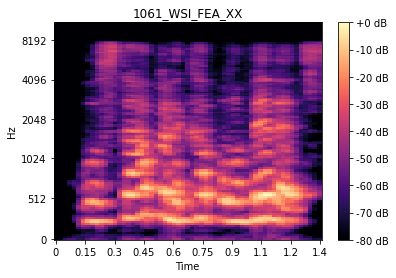 1061_WSI_FEA_XX
8192
4096
2048
1024
512
0
Hz
0 0.15 0.3 0.45 0.6 0.75 0.9 1.1 1.2 1.4
Time
+0 dB
-10 dB
-20 dB
-30 dB
-40 dB
-50 dB
-60 dB
-70 dB
-80 dB